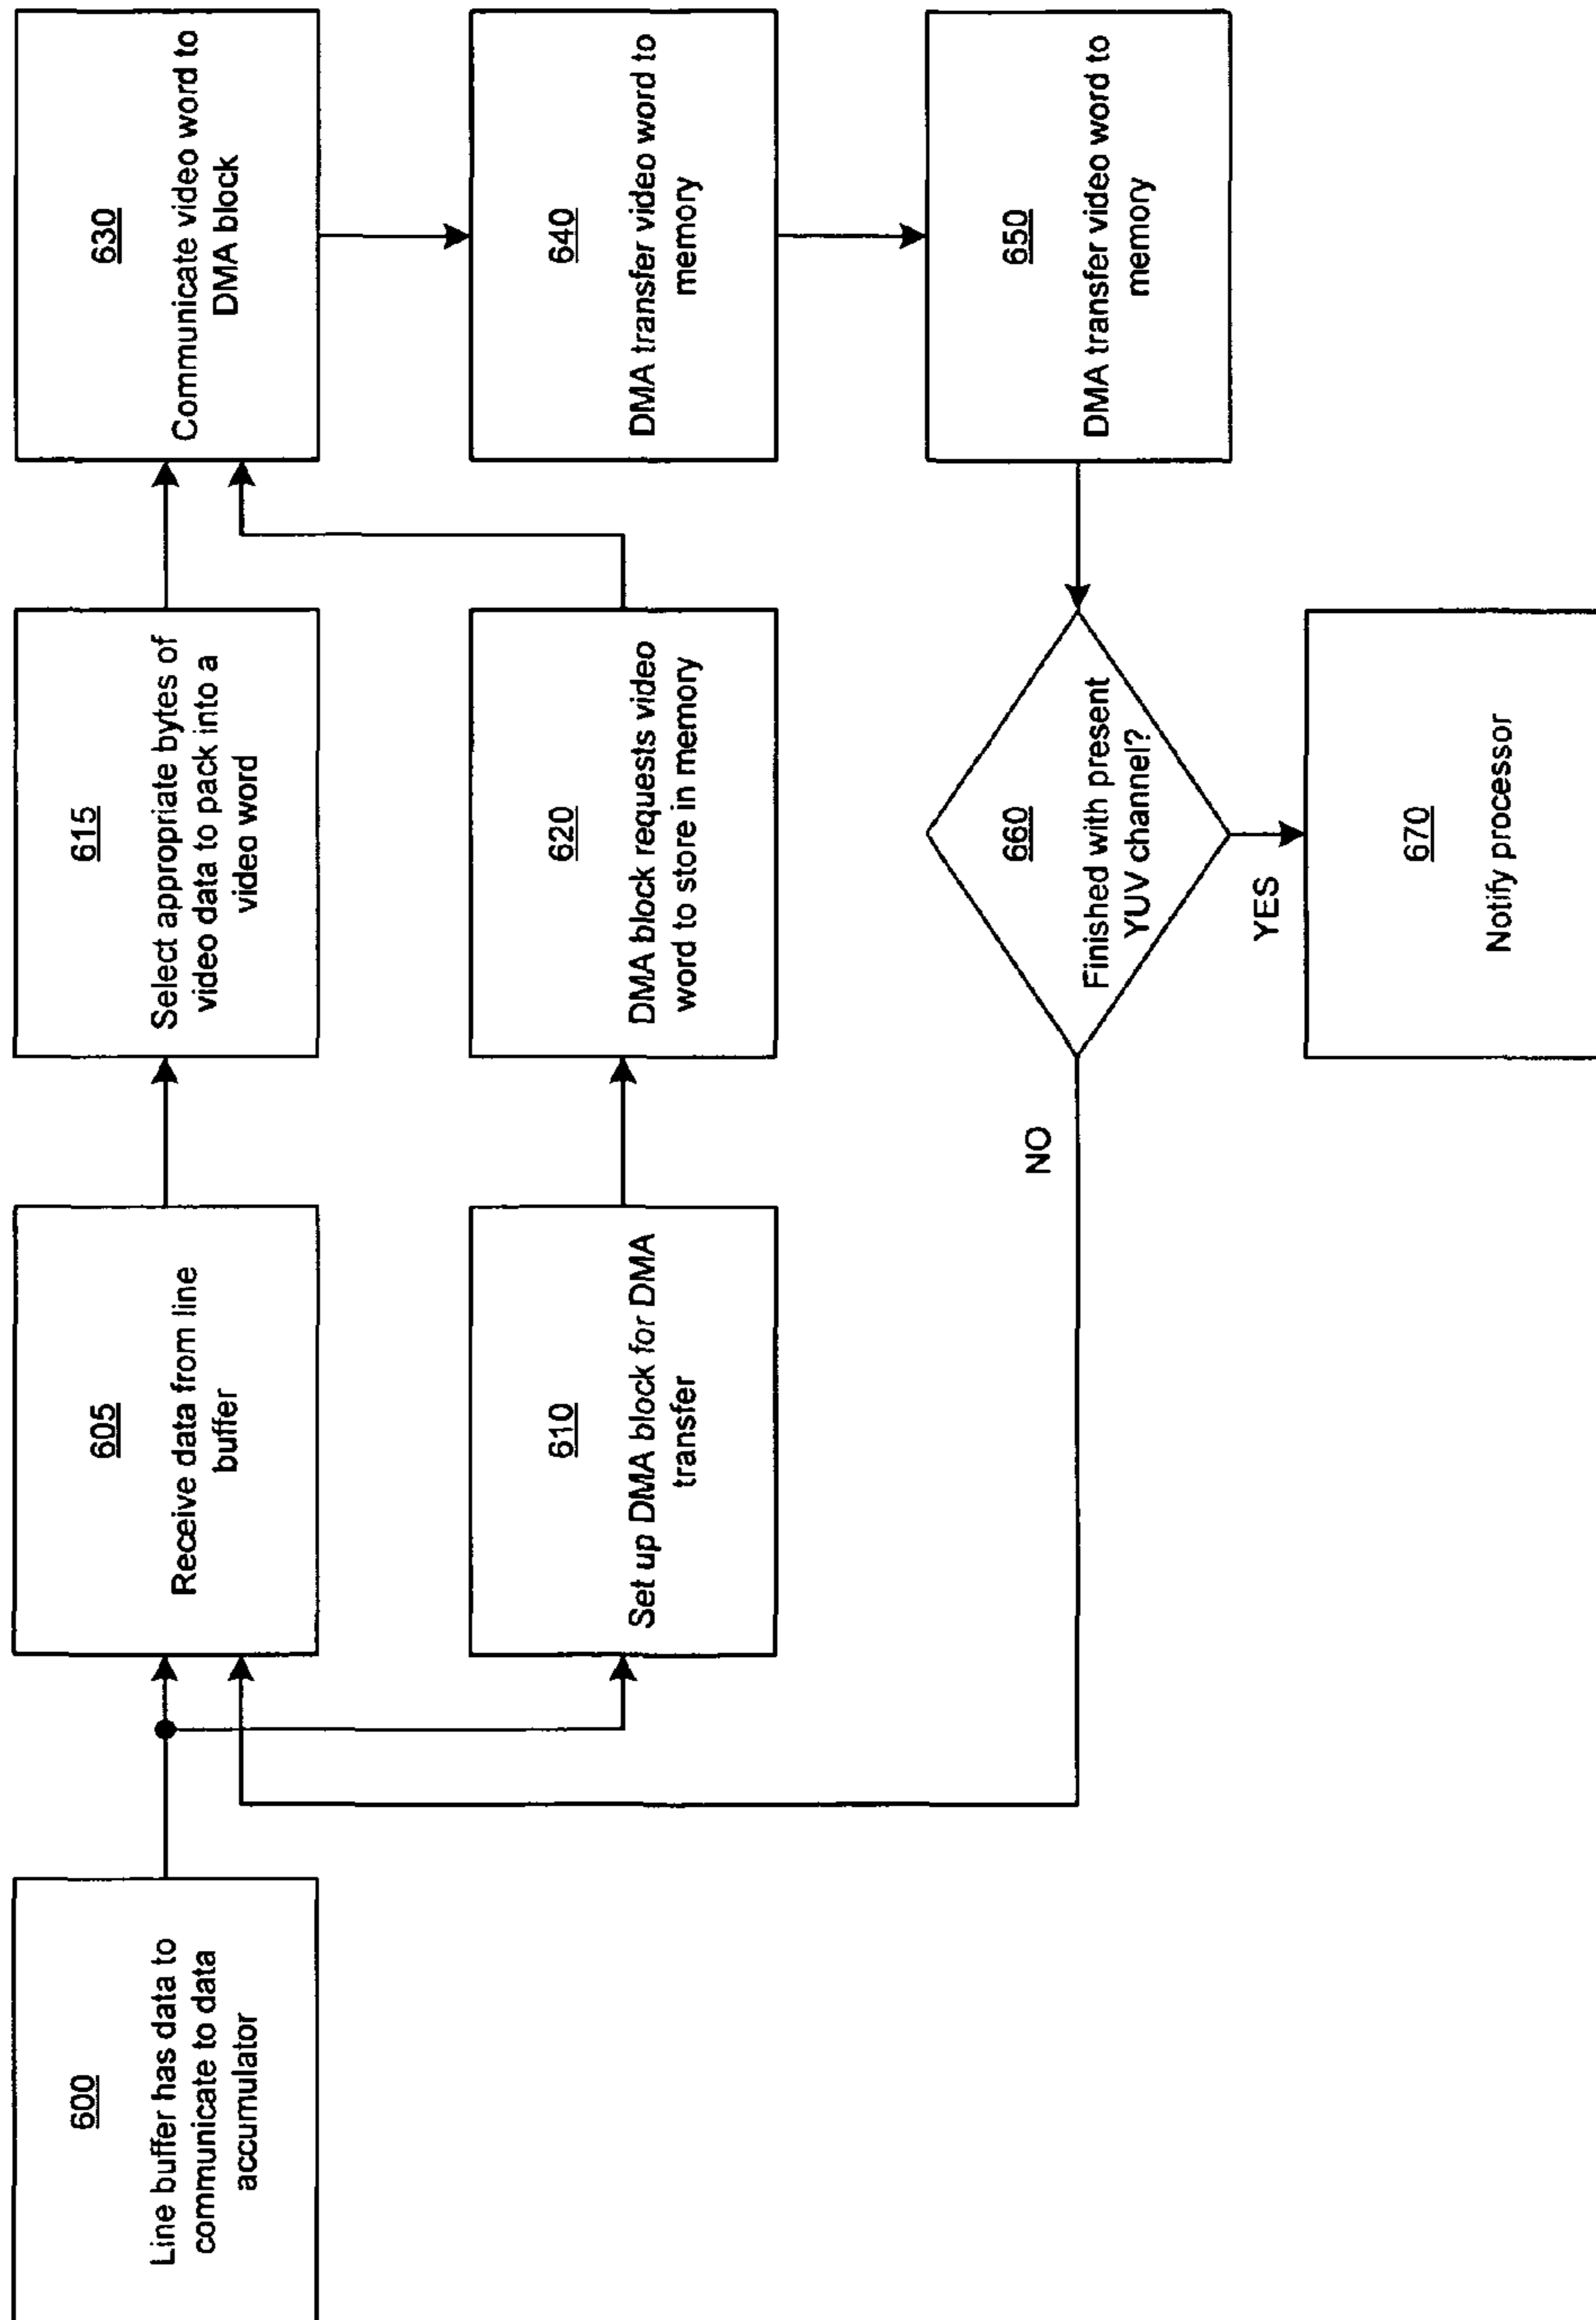 600
Line buffer has data to
communicate to data
accumulator
605
Receive data from line
buffer
610
Set up DMA block for DMA
transfer
615
Select appropriate bytes of
video data to pack into a
video word
620
DMA block requests video
word to store in memory
630
Communicate video word to
DMA block
640
DMA transfer video word to
memory
650
DMA transfer video word to
memory
660
Finished with present
YUV channel?
NO
YES
670
Notify processor